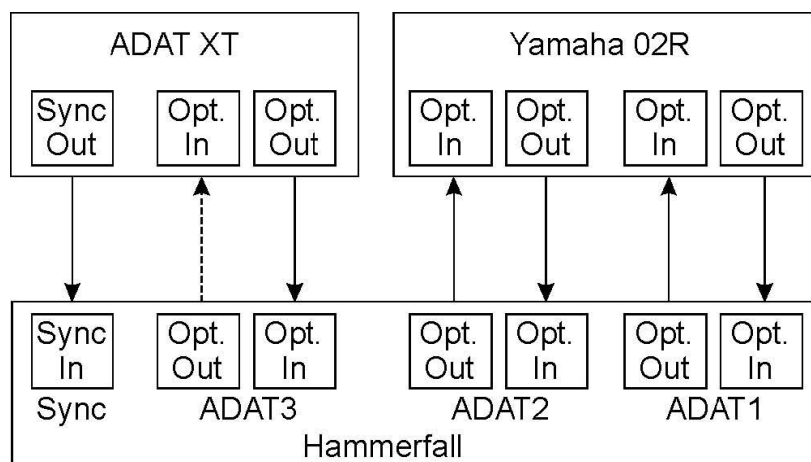 ADAT XT
Yamaha 02R
Sync
Out
Opt.
In
Opt.
Out
Opt.
In
Opt.
Out
Opt.
In
Opt.
Out
Sync
In
Opt.
Out
Opt.
In
Opt.
Out
Opt.
In
Opt.
Out
Opt.
In
Sync
ADAT3
ADAT2
ADAT1
Hammerfall